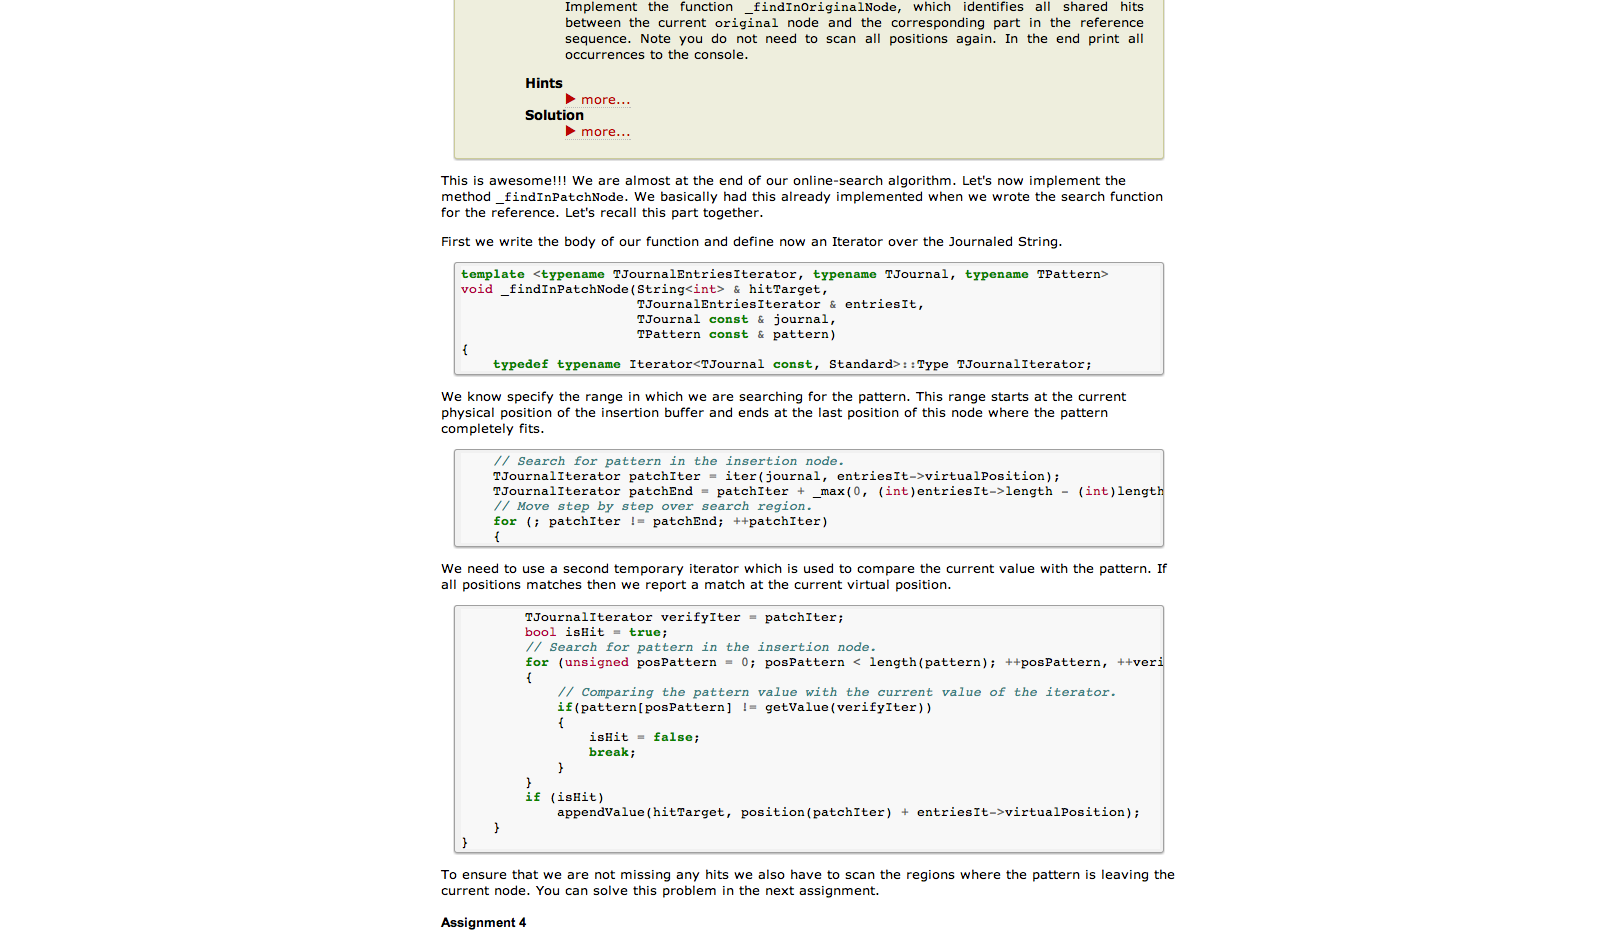 Implement the function _findInOriginalNode, which identifies all shared hits
between the current original node and the corresponding part in the reference
sequence. Note you do not need to scan all positions again. In the end print all
occurrences to the console.
Hints
more...
Solution
more...
This is awesome!!! We are almost at the end of our online-search algorithm. Let's now implement the
method _findInPatchNode. We basically had this already implemented when we wrote the search function
for the reference. Let's recall this part together.
First we write the body of our function and define now an Iterator over the Journaled String.
template <typename TJournalEntriesIterator, typename TJournal, typename TPattern>
void _findInPatchNode(String<int> & hitTarget,
TJournalEntriesIterator & entriesIt,
TJournal const & journal,
TPattern const & pattern)
{
typedef typename Iterator<TJournal const, Standard>::Type TJournalIterator;
We know specify the range in which we are searching for the pattern. This range starts at the current
physical position of the insertion buffer and ends at the last position of this node where the pattern
completely fits.
// Search for pattern in the insertion node.
TJournalIterator patchIter = iter(journal, entriesIt->virtualPosition);
TJournalIterator patchEnd = patchIter + _max(0, (int)entriesIt->length - (int)length
// Move step by step over search region.
for (; patchIter != patchEnd; ++patchIter)
{
We need to use a second temporary iterator which is used to compare the current value with the pattern. If
all positions matches then we report a match at the current virtual position.
TJournalIterator verifyIter = patchIter;
bool isHit = true;
// Search for pattern in the insertion node.
for (unsigned posPattern = 0; posPattern < length(pattern); ++posPattern, ++veri
{
// Comparing the pattern value with the current value of the iterator.
if(pattern[posPattern] != getValue(verifyIter))
{
isHit = false;
break;
}
}
if (isHit)
appendValue(hitTarget, position(patchIter) + entriesIt->virtualPosition);
}
}
To ensure that we are not missing any hits we also have to scan the regions where the pattern is leaving the
current node. You can solve this problem in the next assignment.
Assignment 4